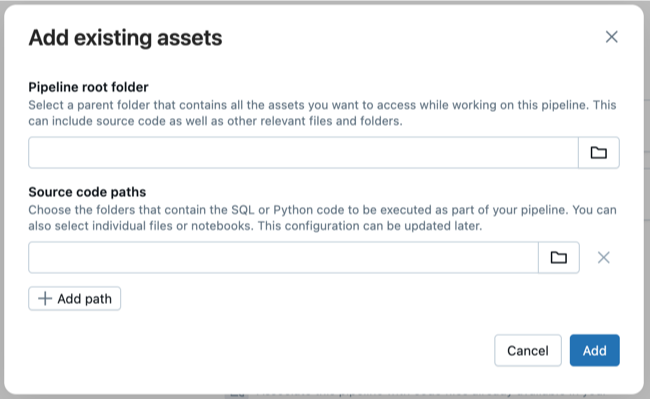 Add existing assets
Pipeline root folder
Select a parent folder that contains all the assets you want to access while working on this pipeline. This
can include source code as well as other relevant files and folders.
Source code paths
Choose the folders that contain the SQL or Python code to be executed as part of your pipeline. You can
also select individual files or notebooks. This configuration can be updated later.
Add path
Cancel
Add